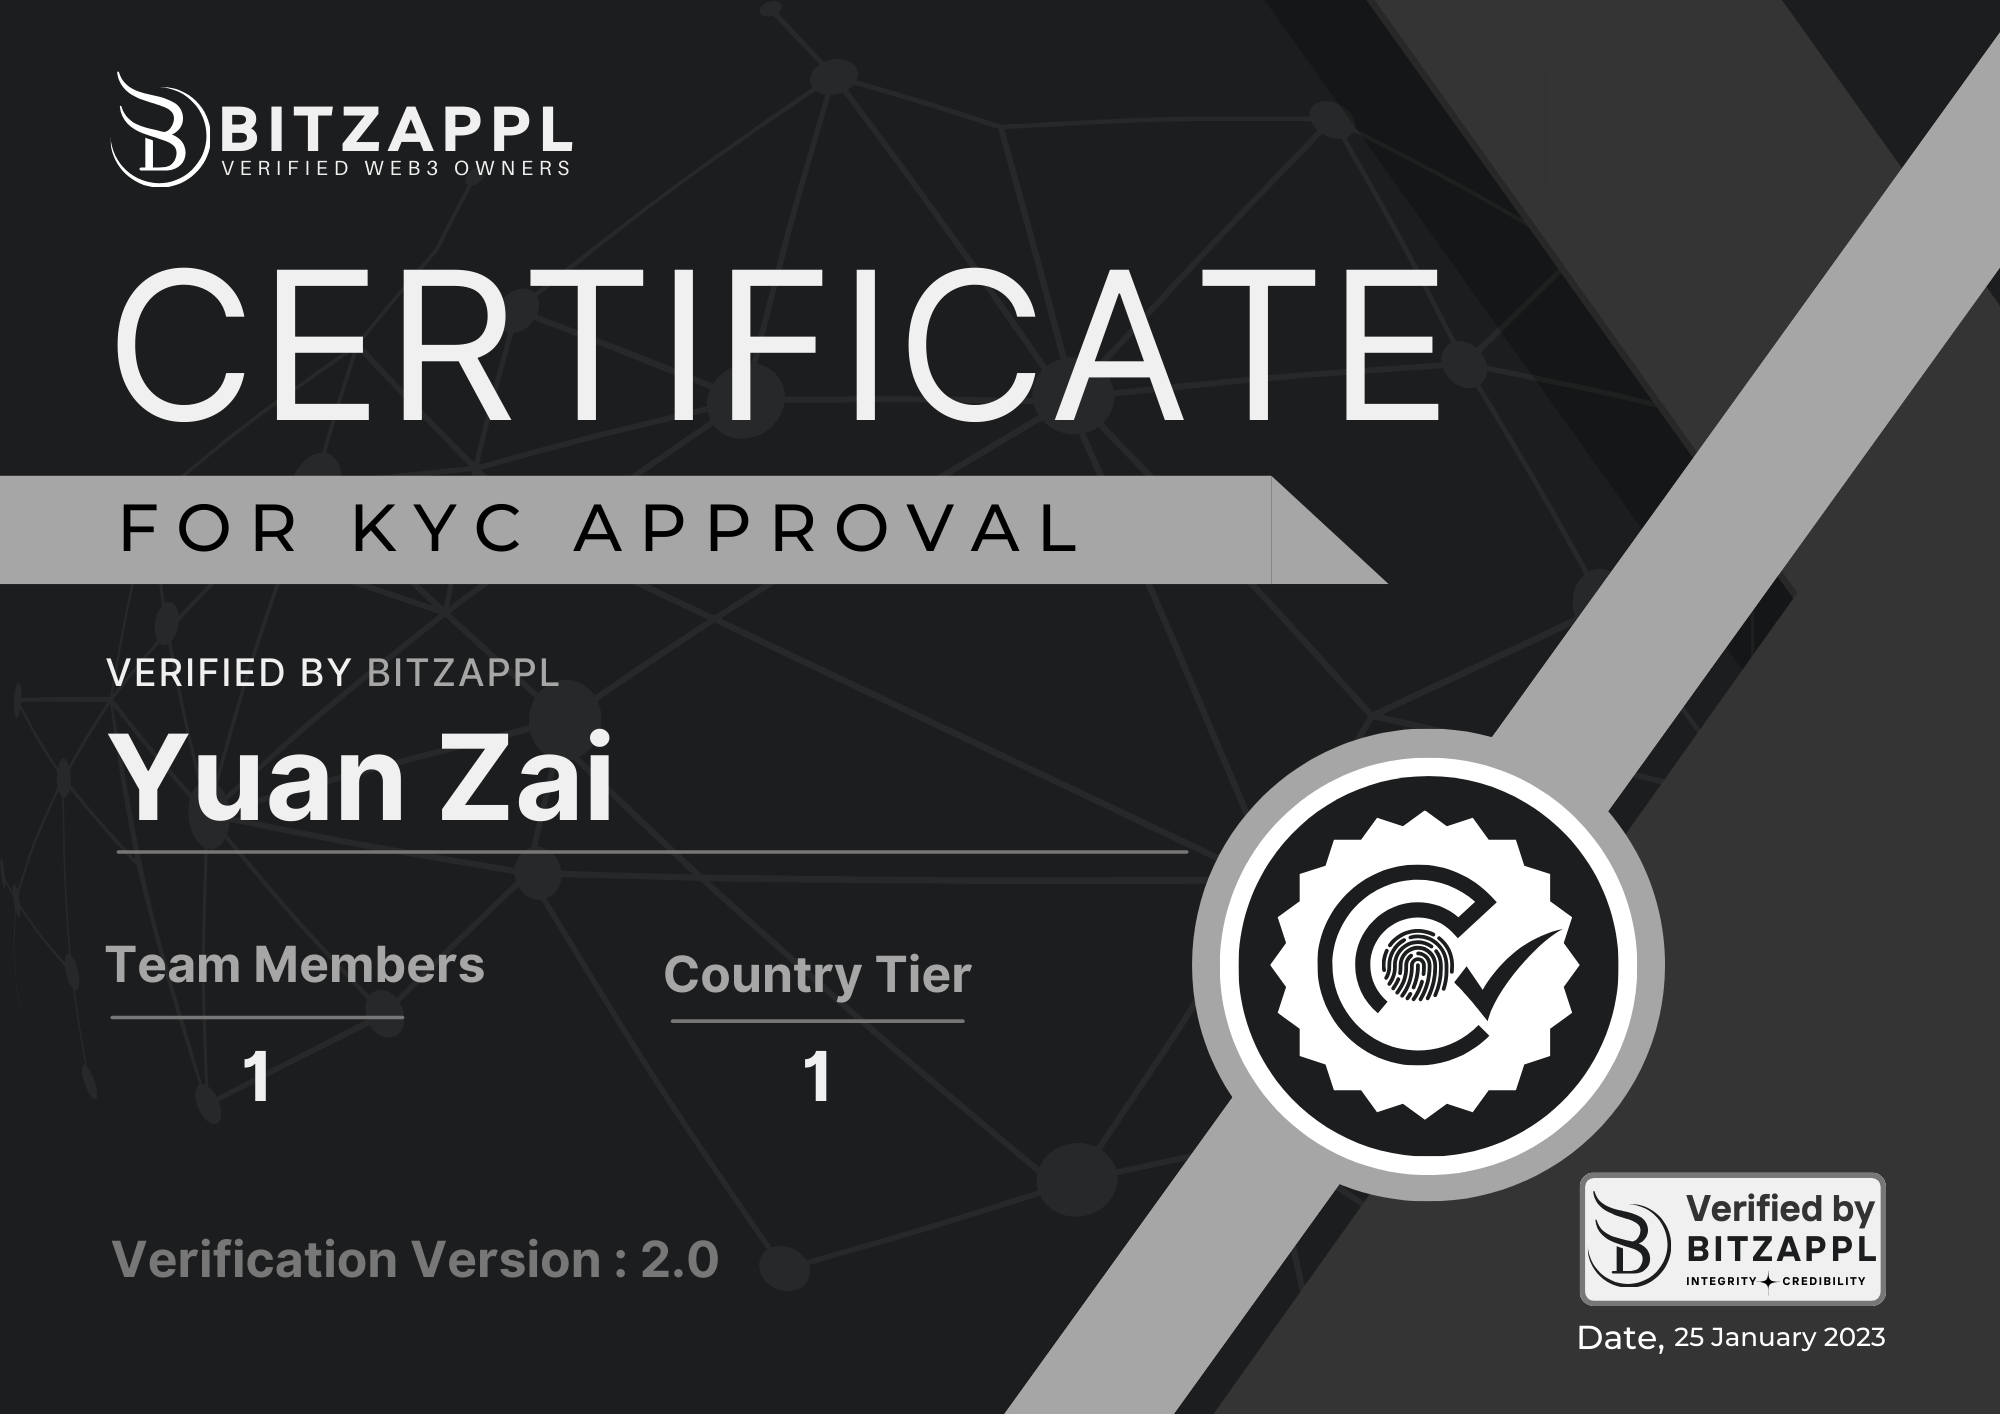 BITZAPPL
VERIFIED WEB3 OWNERS
CERTIFICATE
FOR KYC APPROVAL
VERIFIED BY BITZAPPL
Yuan Zai
Team Members
1
Country Tier
1
Verification Version : 2.0
Verified by
BITZAPPL
INTEGRITY CREDIBILITY
Date, 25 January 2023